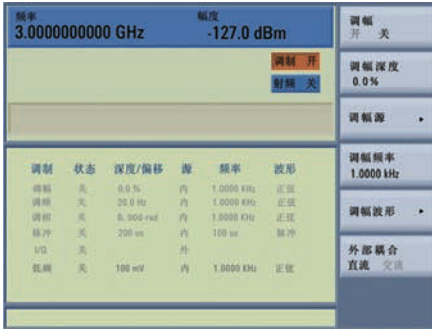 频率 幅度
3.0000000000 GHz -127.0 dBm
调制 开
射频 关
调制 状态 深度/偏移 源 频率 波形
调幅 关 0.0 % 内 1.0000 KHz 正弦
调频 关 20.0 Hz 内 1.0000 KHz 正弦
调相 关 0.000 rad 内 1.0000 KHz 正弦
脉冲 关 200 us 内 100 us 脉冲
I/Q 关 外
低频 关 100 mV 内 1.0000 KHz 正弦
调幅
开 关
调幅深度
0.0%
调幅源
调幅频率
1.0000 kHz
调幅波形
外部耦合
直流 交流